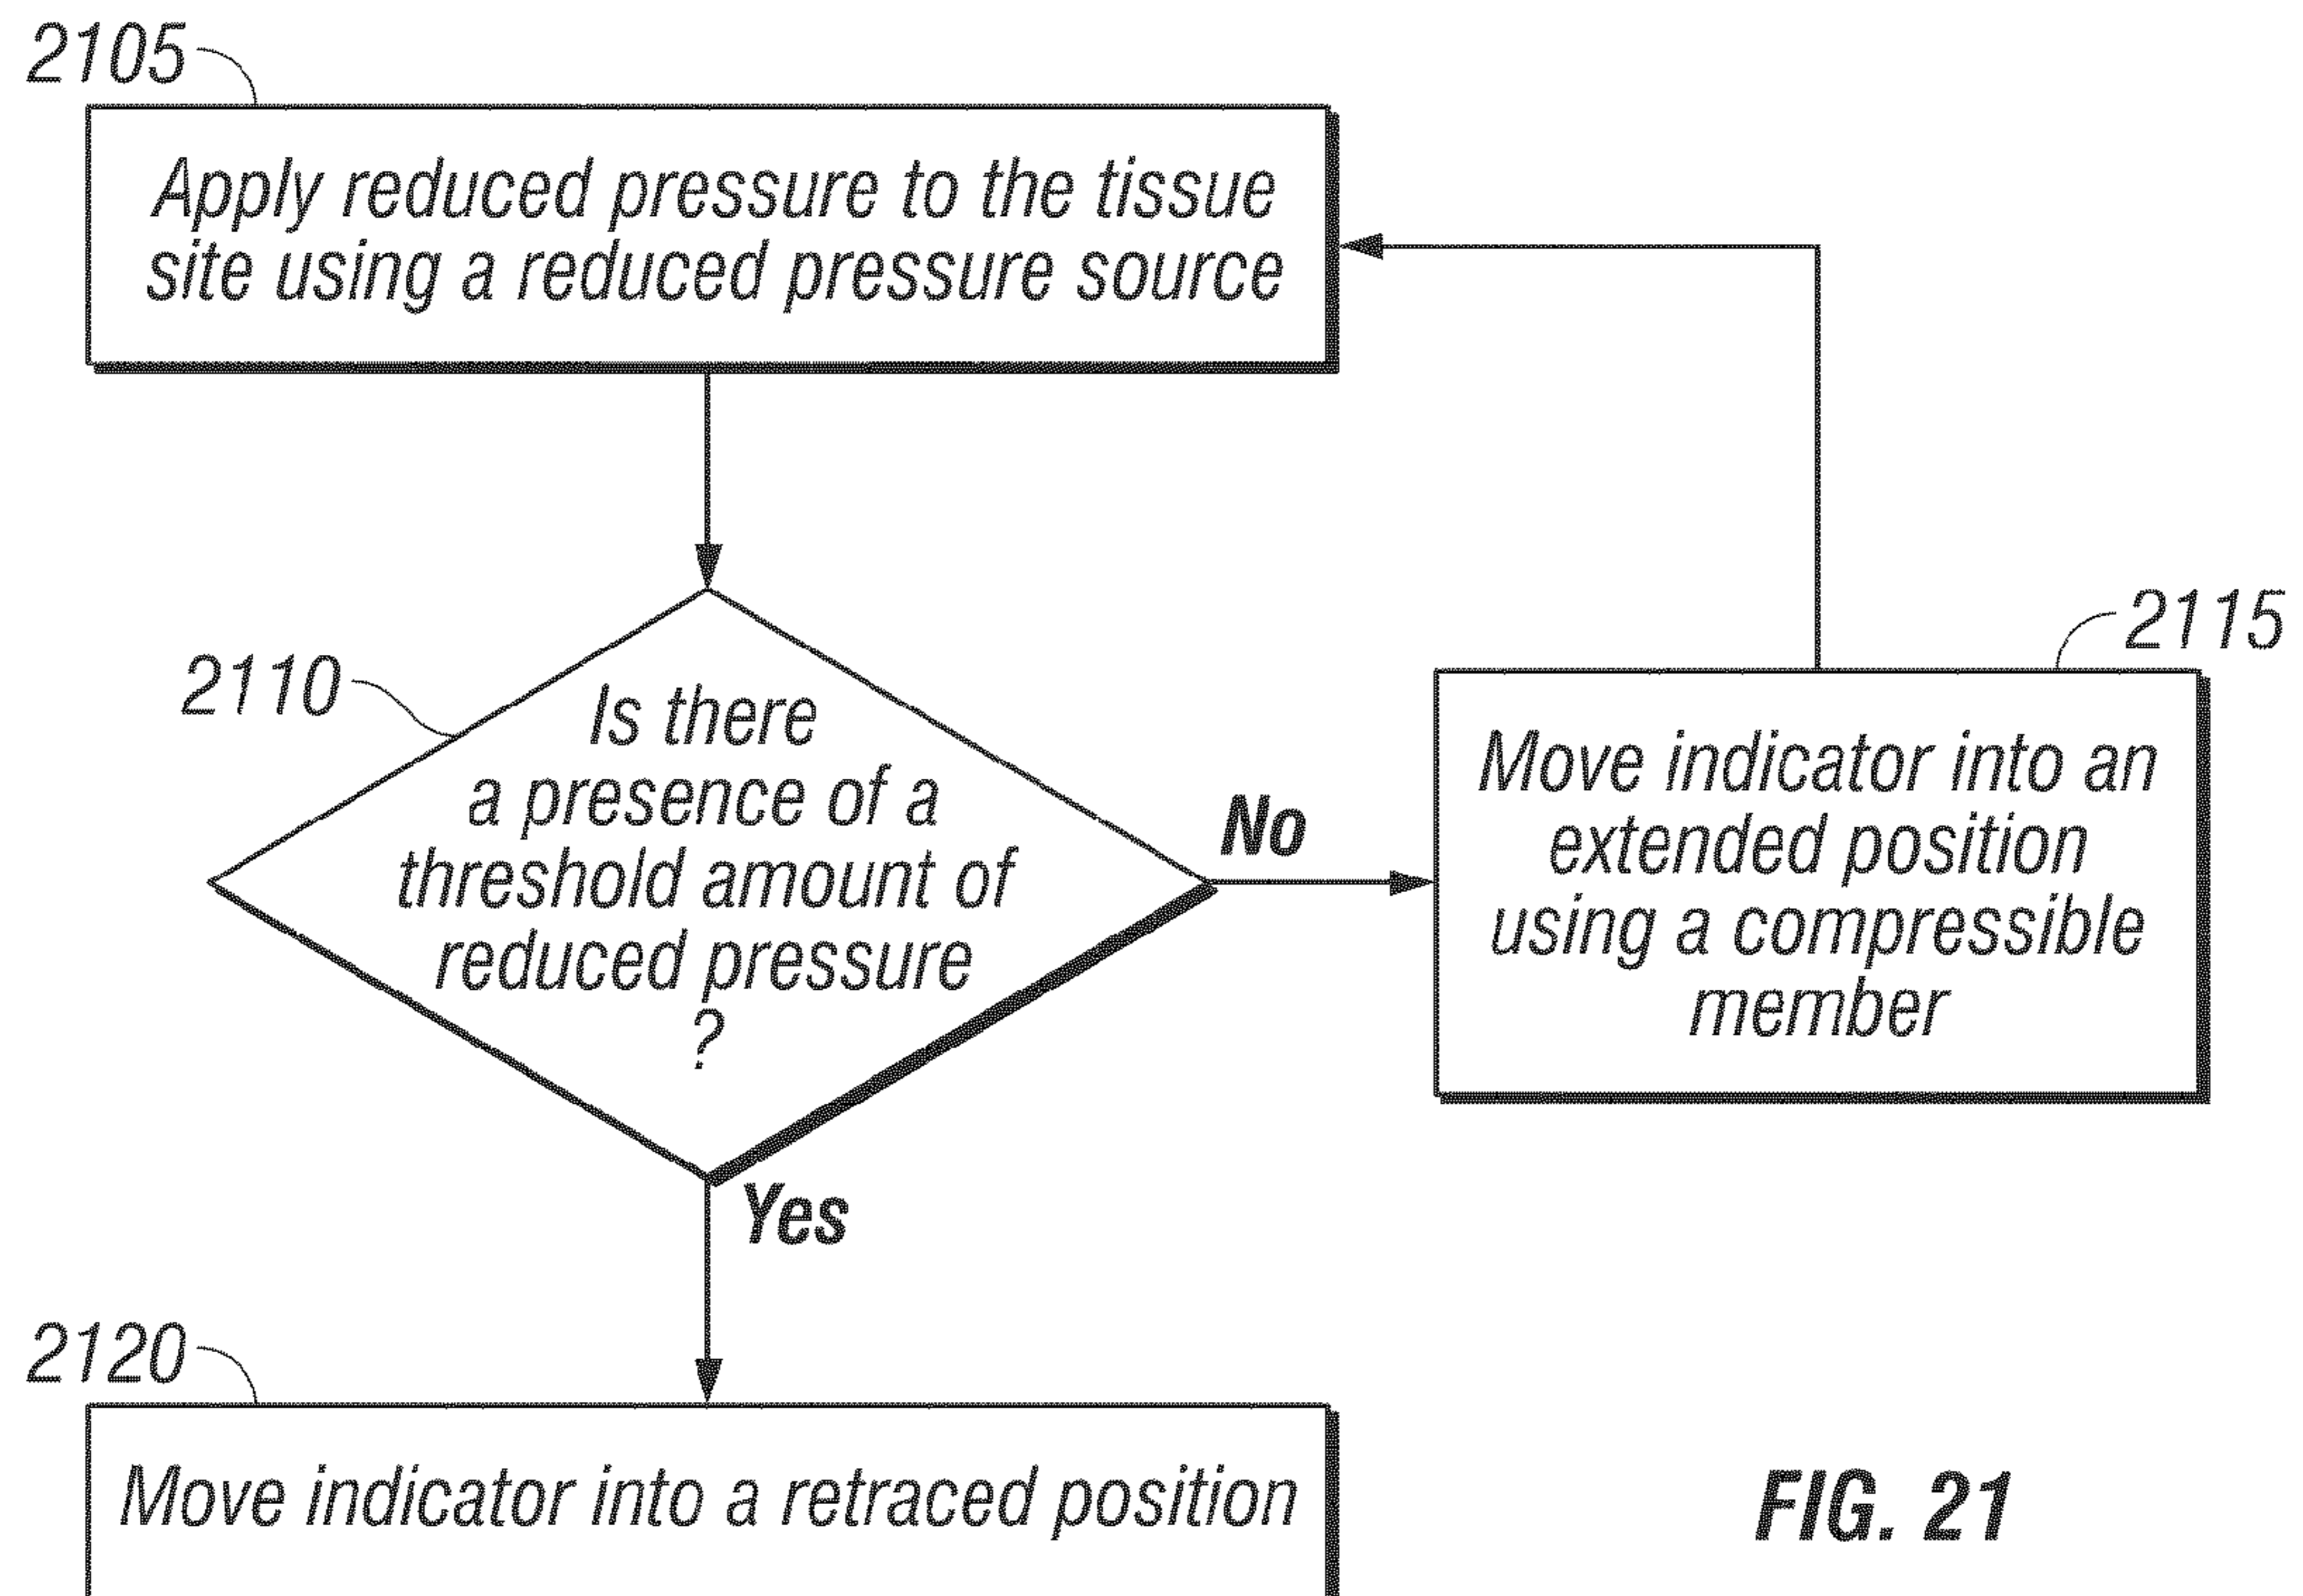 2105
Apply reduced pressure to the tissue
site using a reduced pressure source
2110
Is there
a presence of a
threshold amount of
reduced pressure
?
No
2115
Move indicator into an
extended position
using a compressible
member
Yes
2120
Move indicator into a retraced position
FIG. 21